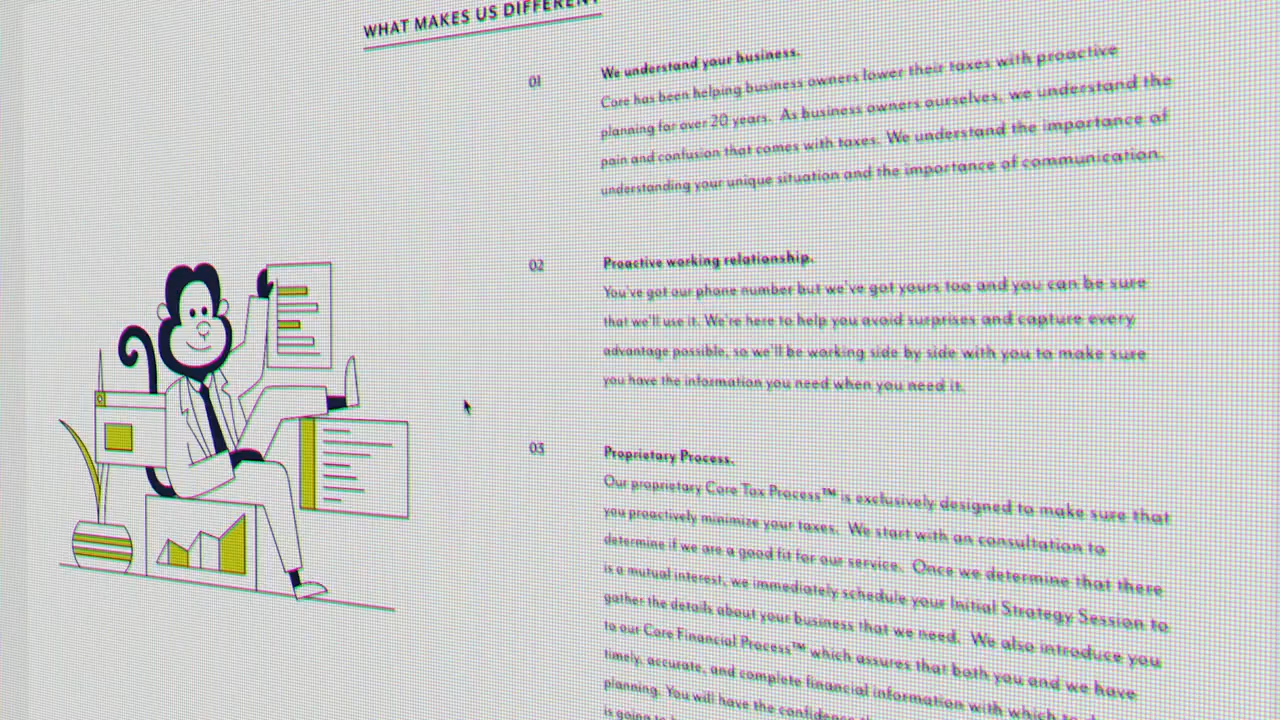 WHAT MAKES US DIFFERENT
01
We understand your business.
Core has been helping business owners lower their taxes with proactive
planning for over 20 years. As business owners ourselves, we understand the
pain and confusion that comes with taxes. We understand the importance of
understanding your unique situation and the importance of communication.
02
Proactive working relationship.
You've got our phone number but we've got yours too and you can be sure
that we'll use it. We're here to help you avoid surprises and capture every
advantage possible, so we'll be working side by side with you to make sure
you have the information you need when you need it.
03
Proprietary Process.
Our proprietary Core Tax Process™ is exclusively designed to make sure that
you proactively minimize your taxes. We start with an consultation to
determine if we are a good fit for our service. Once we determine that there
is a mutual interest, we immediately schedule your Initial Strategy Session to
gather the details about your business that we need. We also introduce you
to our Core Financial Process™ which assures that both you and we have
timely, accurate, and complete financial information with which to
planning. You will have the confidence
is going to